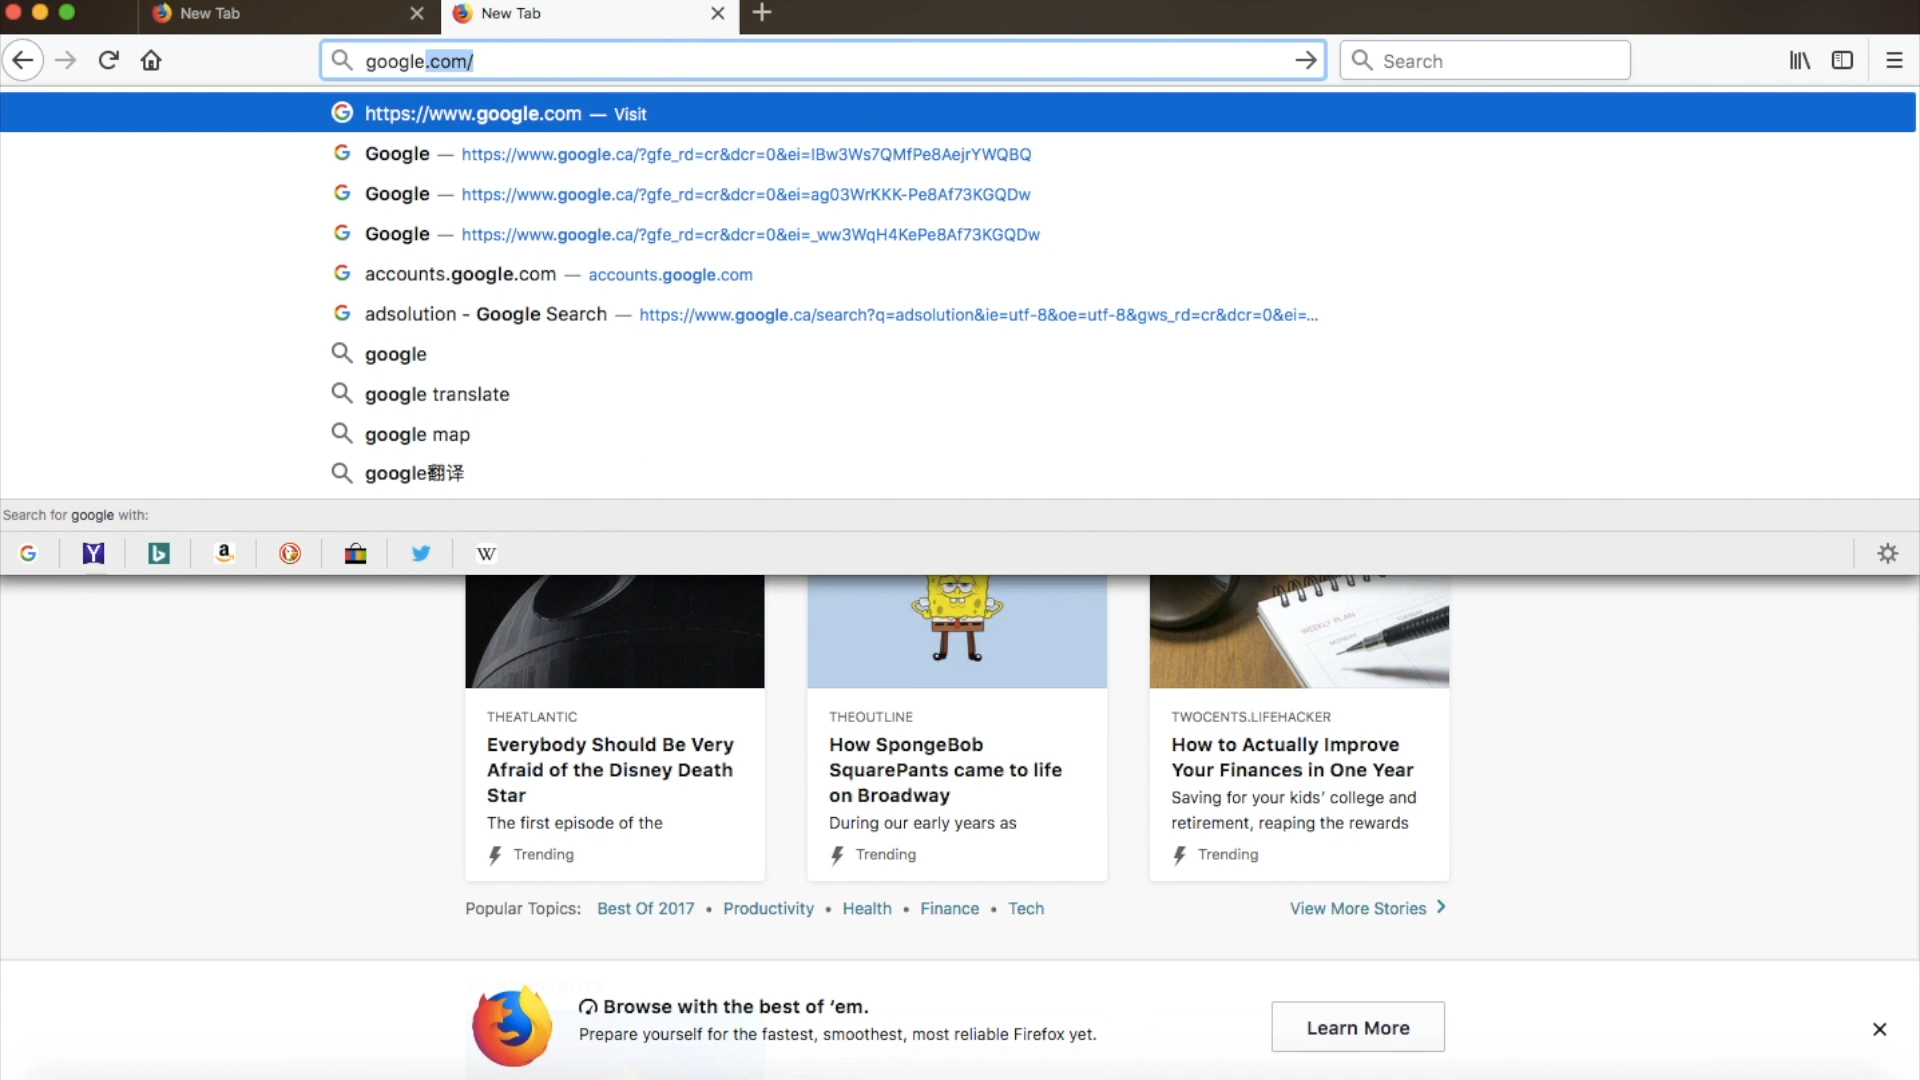 New Tab
New Tab
google.com/
Search
https://www.google.com — Visit
Google — https://www.google.ca/?gfe_rd=cr&dcr=0&ei=IBw3Ws7QMfPe8AejrYWQBQ
Google — https://www.google.ca/?gfe_rd=cr&dcr=0&ei=ag03WrKKK-Pe8Af73KGQDw
Google — https://www.google.ca/?gfe_rd=cr&dcr=0&ei=_ww3WqH4KePe8Af73KGQDw
accounts.google.com — accounts.google.com
adsolution - Google Search — https://www.google.ca/search?q=adsolution&ie=utf-8&oe=utf-8&gws_rd=cr&dcr=0&ei=...
google
google translate
google map
google翻译
Search for google with:
WEEKLY PLAN
MONDAY
THEATLANTIC
Everybody Should Be Very
Afraid of the Disney Death
Star
The first episode of the
Trending
THEOUTLINE
How SpongeBob
SquarePants came to life
on Broadway
During our early years as
Trending
TWOCENTS.LIFEHACKER
How to Actually Improve
Your Finances in One Year
Saving for your kids’ college and
retirement, reaping the rewards
Trending
Popular Topics: Best Of 2017 • Productivity • Health • Finance • Tech
View More Stories
Browse with the best of ‘em.
Prepare yourself for the fastest, smoothest, most reliable Firefox yet.
Learn More